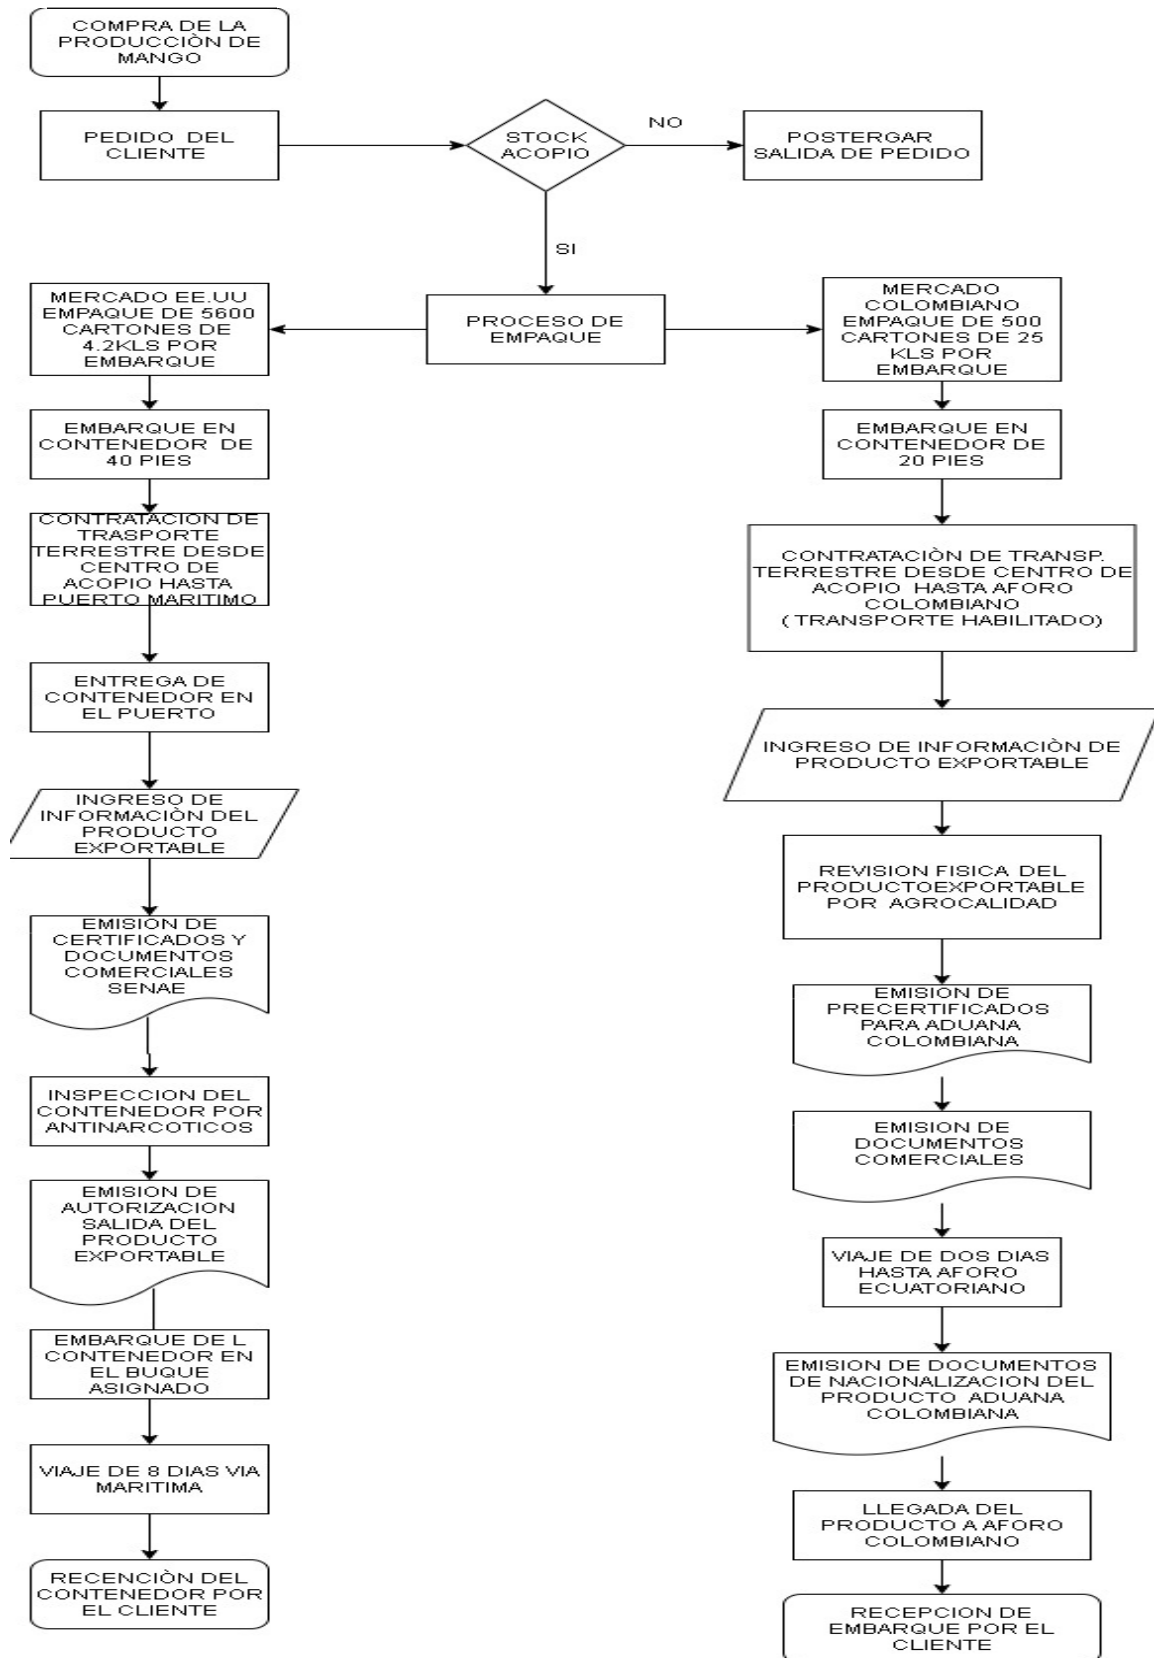 COMPRA DE LA
PRODUCCIÒN DE
MANGO
PEDIDO DEL
CLIENTE
STOCK
ACOPIO
NO
POSTERGAR
SALIDA DE PEDIDO
SI
PROCESO DE
EMPAQUE
MERCADO EE.UU
EMPAQUE DE 5600
CARTONES DE
4.2KLS POR
EMBARQUE
EMBARQUE EN
CONTENEDOR DE
40 PIES
CONTRATACION DE
TRASPORTE
TERRESTRE DESDE
CENTRO DE
ACOPIO HASTA
PUERTO MARITIMO
ENTREGA DE
CONTENEDOR EN
EL PUERTO
INGRESO DE
INFORMACIÒN DEL
PRODUCTO
EXPORTABLE
EMISIÒN DE
CERTIFICADOS Y
DOCUMENTOS
COMERCIALES
SENAE
INSPECCION DEL
CONTENEDOR POR
ANTINARCOTICOS
EMISION DE
AUTORIZACION
SALIDA DEL
PRODUCTO
EXPORTABLE
EMBARQUE DE L
CONTENEDOR EN
EL BUQUE
ASIGNADO
VIAJE DE 8 DIAS VIA
MARITIMA
RECENCIÒN DEL
CONTENEDOR POR
EL CLIENTE
MERCADO
COLOMBIANO
EMPAQUE DE 500
CARTONES DE 25
KLS POR
EMBARQUE
EMBARQUE EN
CONTENEDOR DE
20 PIES
CONTRATACIÒN DE TRANSP.
TERRESTRE DESDE CENTRO DE
ACOPIO HASTA AFORO
COLOMBIANO
( TRANSPORTE HABILITADO)
INGRESO DE INFORMACIÒN DE
PRODUCTO EXPORTABLE
REVISION FISICA DEL
PRODUCTOEXPORTABLE
POR AGROCALIDAD
EMISION DE
PRECERTIFICADOS
PARA ADUANA
COLOMBIANA
EMISION DE
DOCUMENTOS
COMERCIALES
VIAJE DE DOS DIAS
HASTA AFORO
ECUATORIANO
EMISION DE DOCUMENTOS
DE NACIONALIZACION DEL
PRODUCTO ADUANA
COLOMBIANA
LLEGADA DEL
PRODUCTO A AFORO
COLOMBIANO
RECEPCION DE
EMBARQUE POR EL
CLIENTE